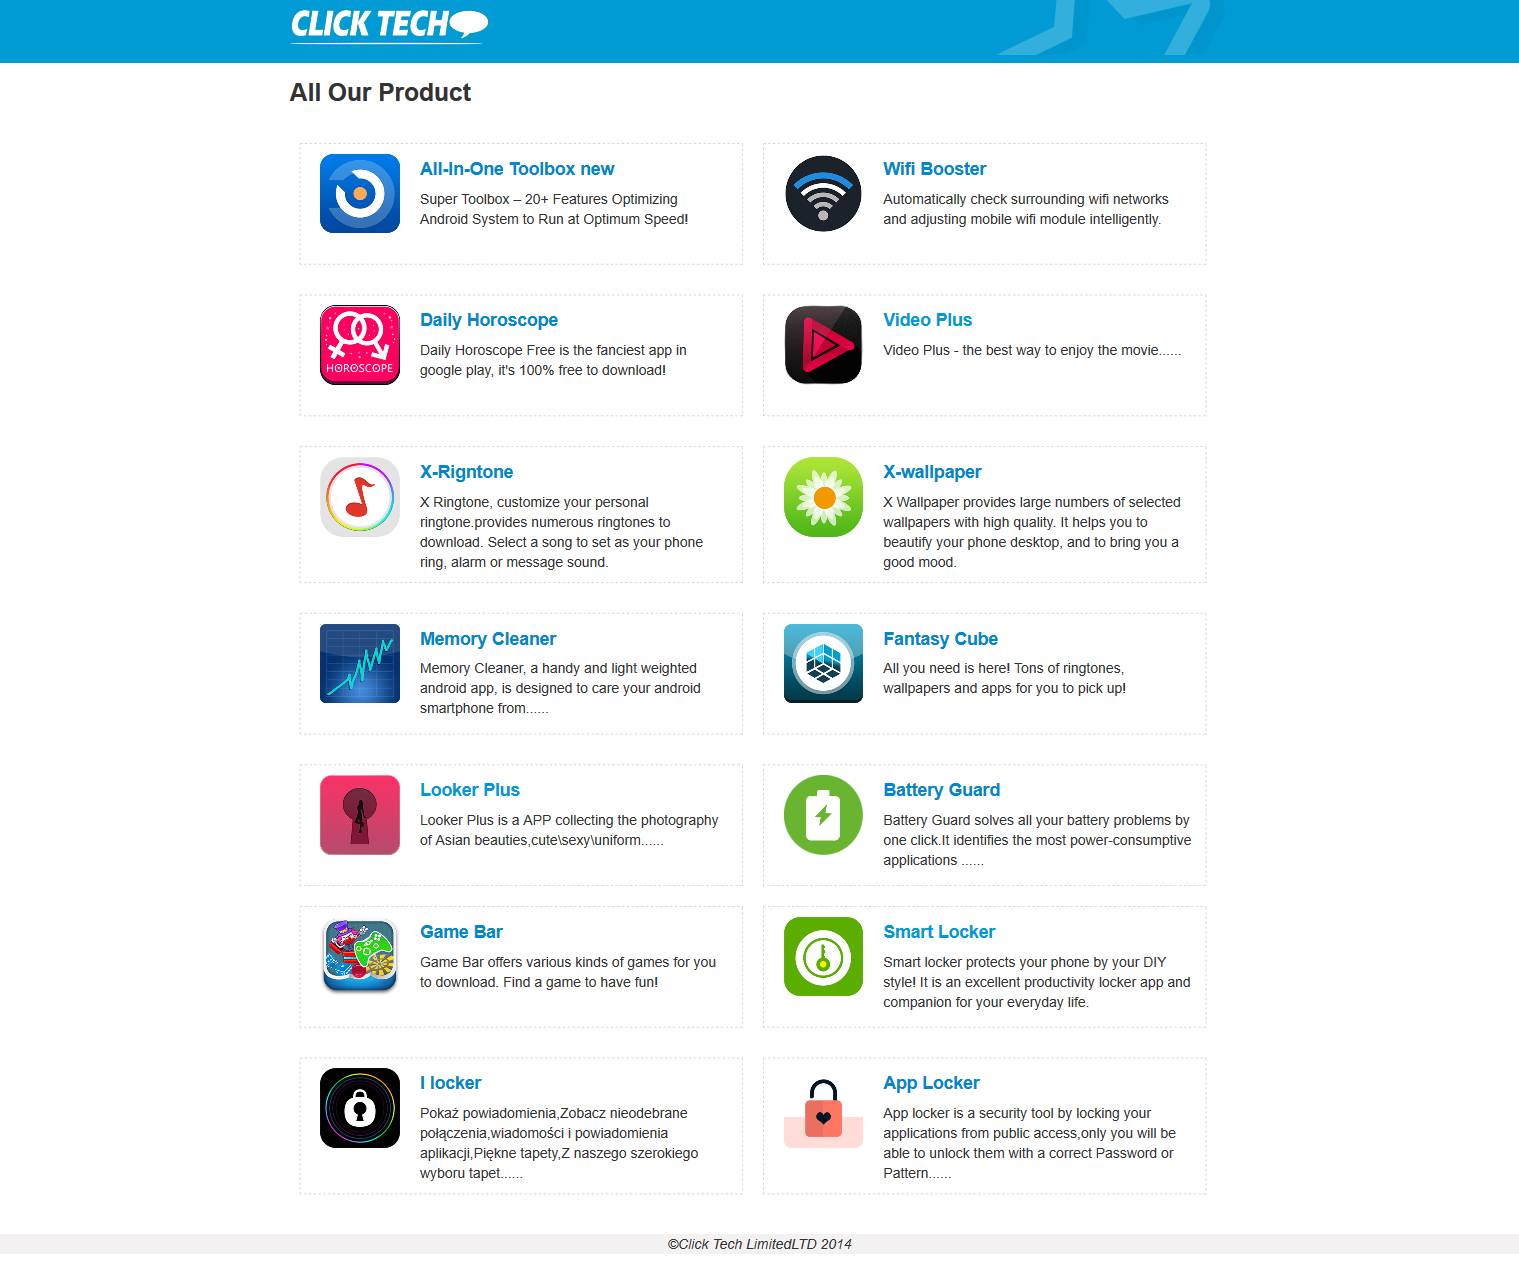 CLICK TECH
All Our Product
All-In-One Toolbox new
Super Toolbox – 20+ Features Optimizing
Android System to Run at Optimum Speed!
Wifi Booster
Automatically check surrounding wifi networks
and adjusting mobile wifi module intelligently.
HOROSCOPE
Daily Horoscope
Daily Horoscope Free is the fanciest app in
google play, it's 100% free to download!
Video Plus
Video Plus - the best way to enjoy the movie......
X-Rigntone
X Ringtone, customize your personal
ringtone.provides numerous ringtones to
download. Select a song to set as your phone
ring, alarm or message sound.
X-wallpaper
X Wallpaper provides large numbers of selected
wallpapers with high quality. It helps you to
beautify your phone desktop, and to bring you a
good mood.
Memory Cleaner
Memory Cleaner, a handy and light weighted
android app, is designed to care your android
smartphone from......
Fantasy Cube
All you need is here! Tons of ringtones,
wallpapers and apps for you to pick up!
Looker Plus
Looker Plus is a APP collecting the photography
of Asian beauties,cute\sexy\uniform......
Battery Guard
Battery Guard solves all your battery problems by
one click.It identifies the most power-consumptive
applications ......
Game Bar
Game Bar offers various kinds of games for you
to download. Find a game to have fun!
Smart Locker
Smart locker protects your phone by your DIY
style! It is an excellent productivity locker app and
companion for your everyday life.
I locker
Pokaż powiadomienia,Zobacz nieodebrane
połączenia,wiadomości i powiadomienia
aplikacji,Piękne tapety,Z naszego szerokiego
wyboru tapet......
App Locker
App locker is a security tool by locking your
applications from public access,only you will be
able to unlock them with a correct Password or
Pattern......
©Click Tech LimitedLTD 2014